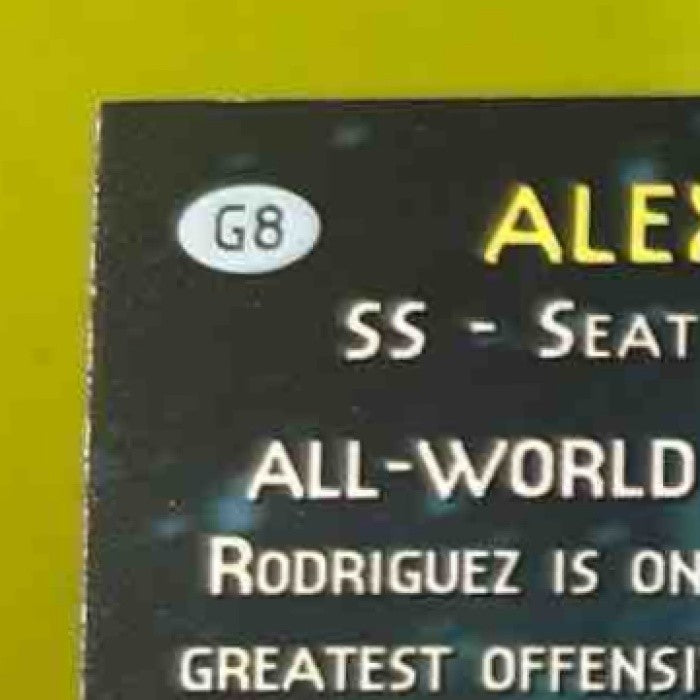 G8
ALEX
SS - SEAT
ALL-WORLD
RODRIGUEZ IS ON
GREATEST OFFENSI